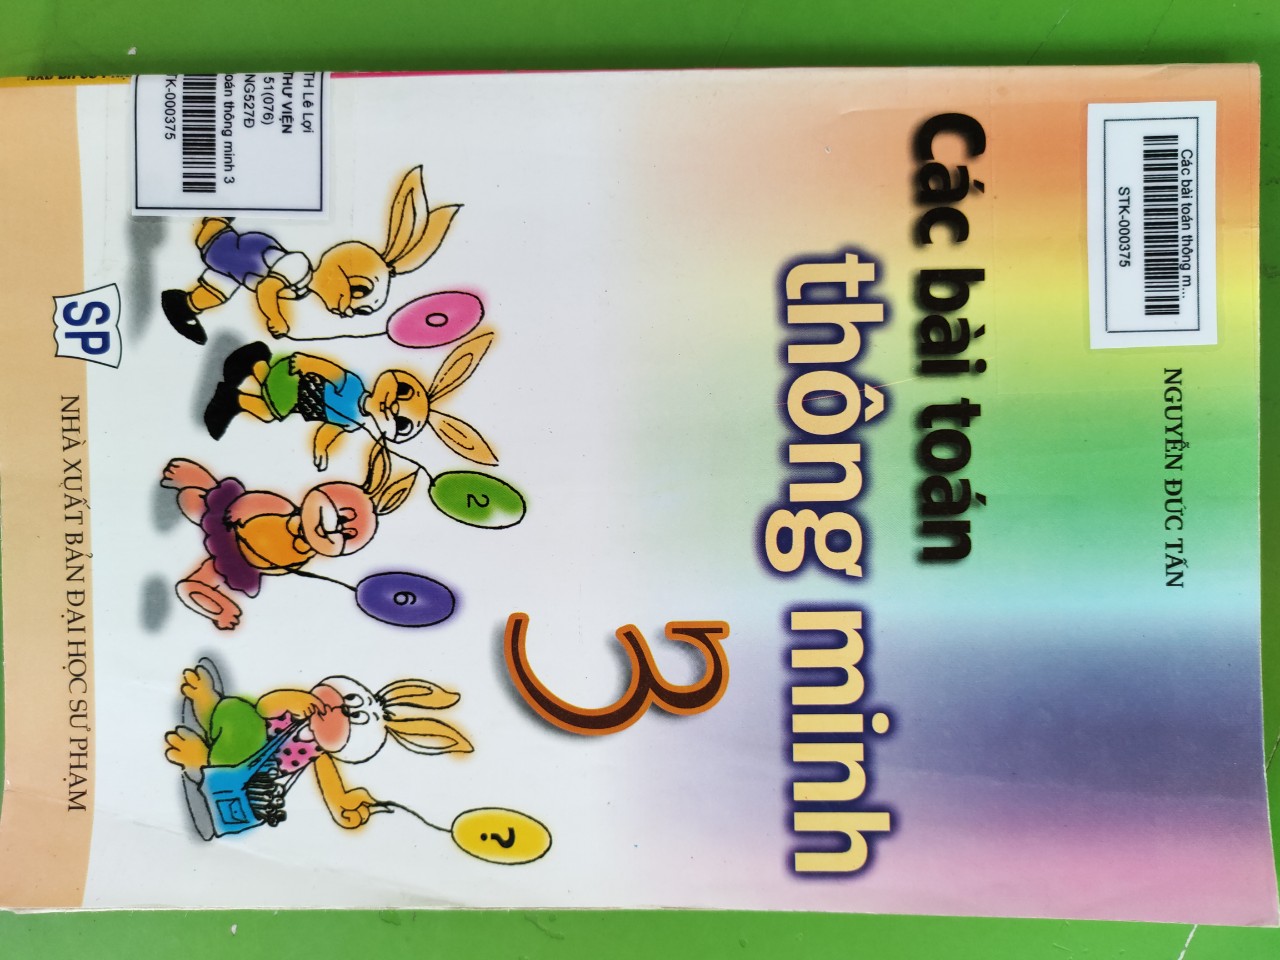 Các bài toán thông m...
STK-000375
NGUYỄN ĐỨC TẤN
Các bài toán
thông minh
3
0
2
6
?
TH Lê Lợi
THƯ VIỆN
51(076)
NG527Đ
oán thông minh 3
TK-000375
SP
NHÀ XUẤT BẢN ĐẠI HỌC SƯ PHẠM